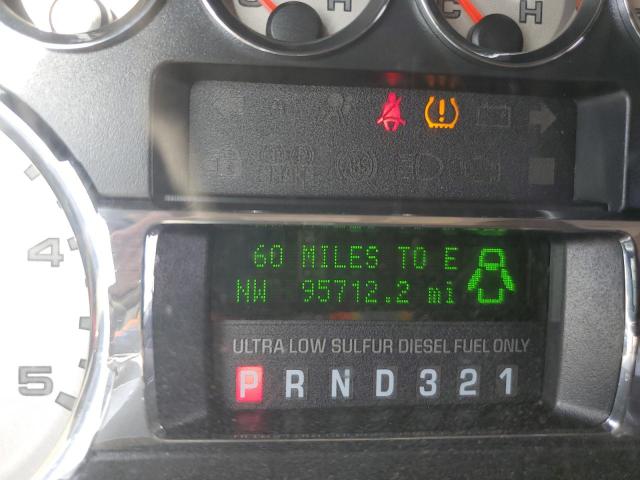 C H
C H
4
60 MILES TO E
NW 95712.2 mi
ULTRA LOW SULFUR DIESEL FUEL ONLY
5
P R N D 3 2 1